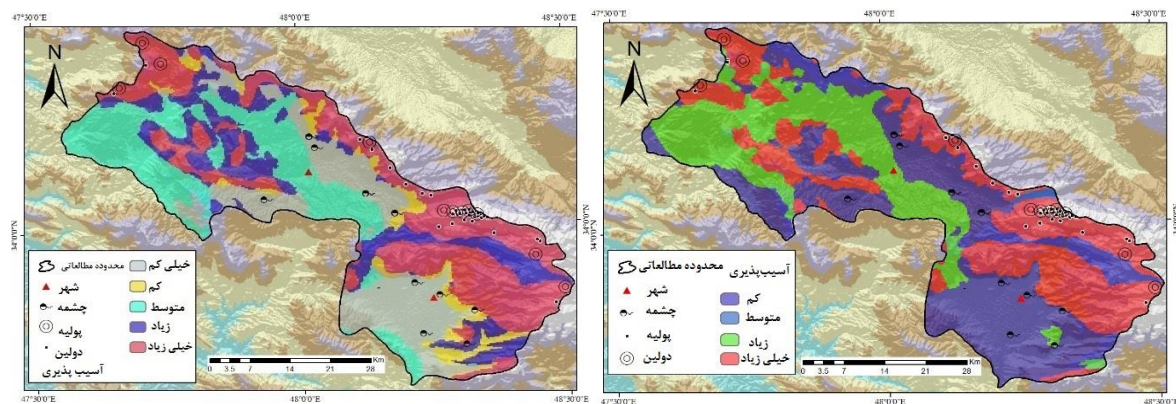 47°30'0"E
48°0'0"E
48°30'0"E
N
34°0'0"N
محدوده مطالعاتی
شهر
چشمه
پولیه
دولین
آسیب پذیری
خیلی کم
کم
متوسط
زیاد
خیلی زیاد
0 3.5 7 14 21 28 Km
48°0'0"E
48°30'0"E
47°30'0"E
48°0'0"E
48°30'0"E
N
34°0'0"N
34°0'0"N
محدوده مطالعاتی
شهر
چشمه
پولیه
دولین
آسیب‌پذیری
کم
متوسط
زیاد
خیلی زیاد
0 3.5 7 14 21 28 Km
48°0'0"E
48°30'0"E